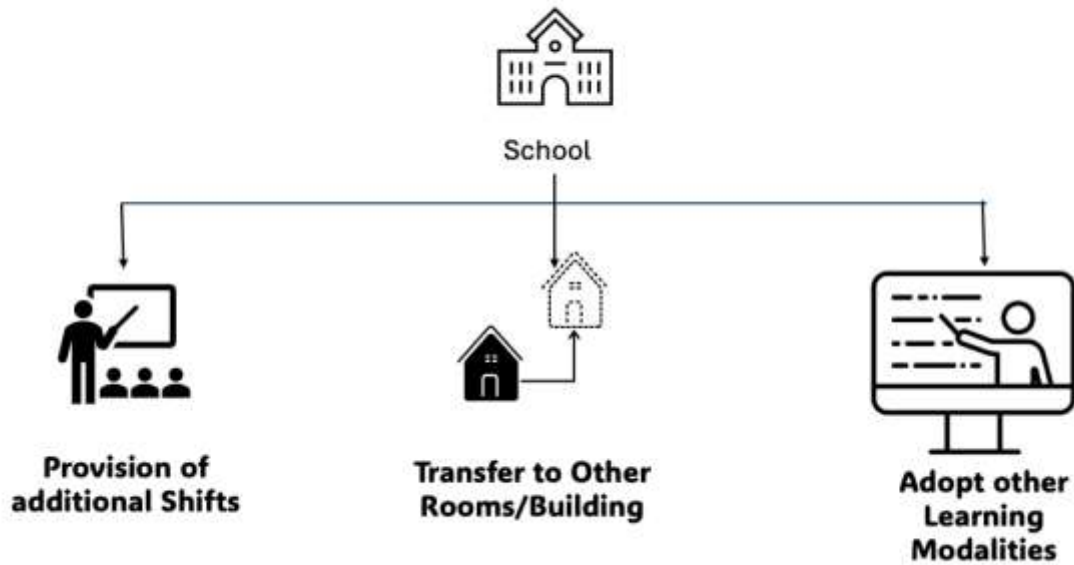 School
Provision of
additional Shifts
Transfer to Other
Rooms/Building
Adopt other
Learning
Modalities